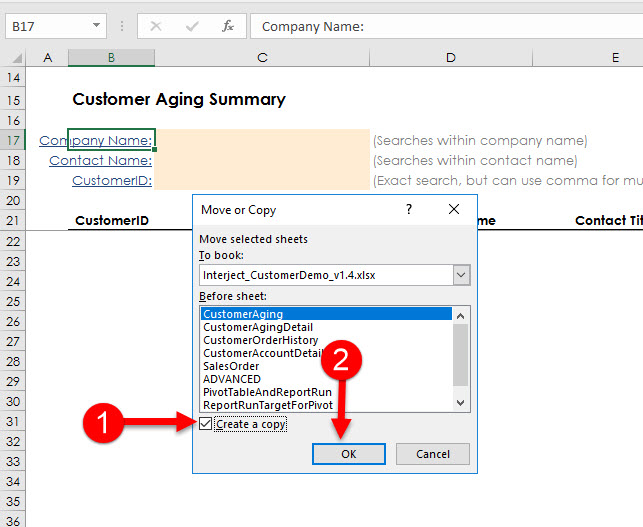 B17
fx
Company Name:
A B C D E
14
15 Customer Aging Summary
16
17 Company Name: (Searches within company name)
18 Contact Name: (Searches within contact name)
19 CustomerID: (Exact search, but can use comma for mu
20
21 CustomerID me Contact Titl
22
23
24
25
26
27
28
29
30
31
32
33
34
35
36
Move or Copy ?
Move selected sheets
To book:
Interject_CustomerDemo_v1.4.xlsx
Before sheet:
CustomerAging
CustomerAgingDetail
CustomerOrderHistory
CustomerAccountDetail
SalesOrder
ADVANCED
PivotTableAndReportRun
ReportRunTargetForPivot
2
1
Create a copy
OK Cancel